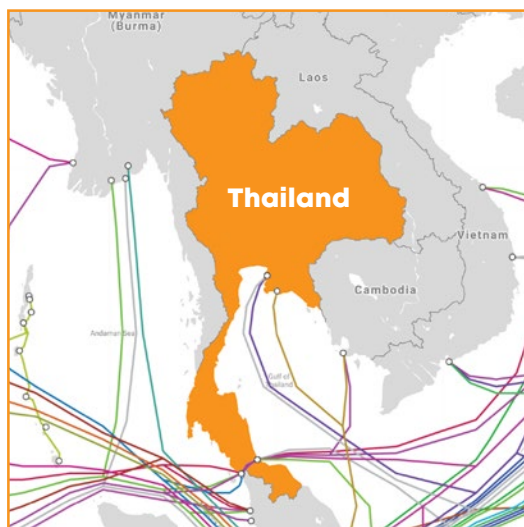 Myanmar
(Burma)
Laos
Thailand
Vietnam
Cambodia
Andaman Sea
Gulf of
Thailand